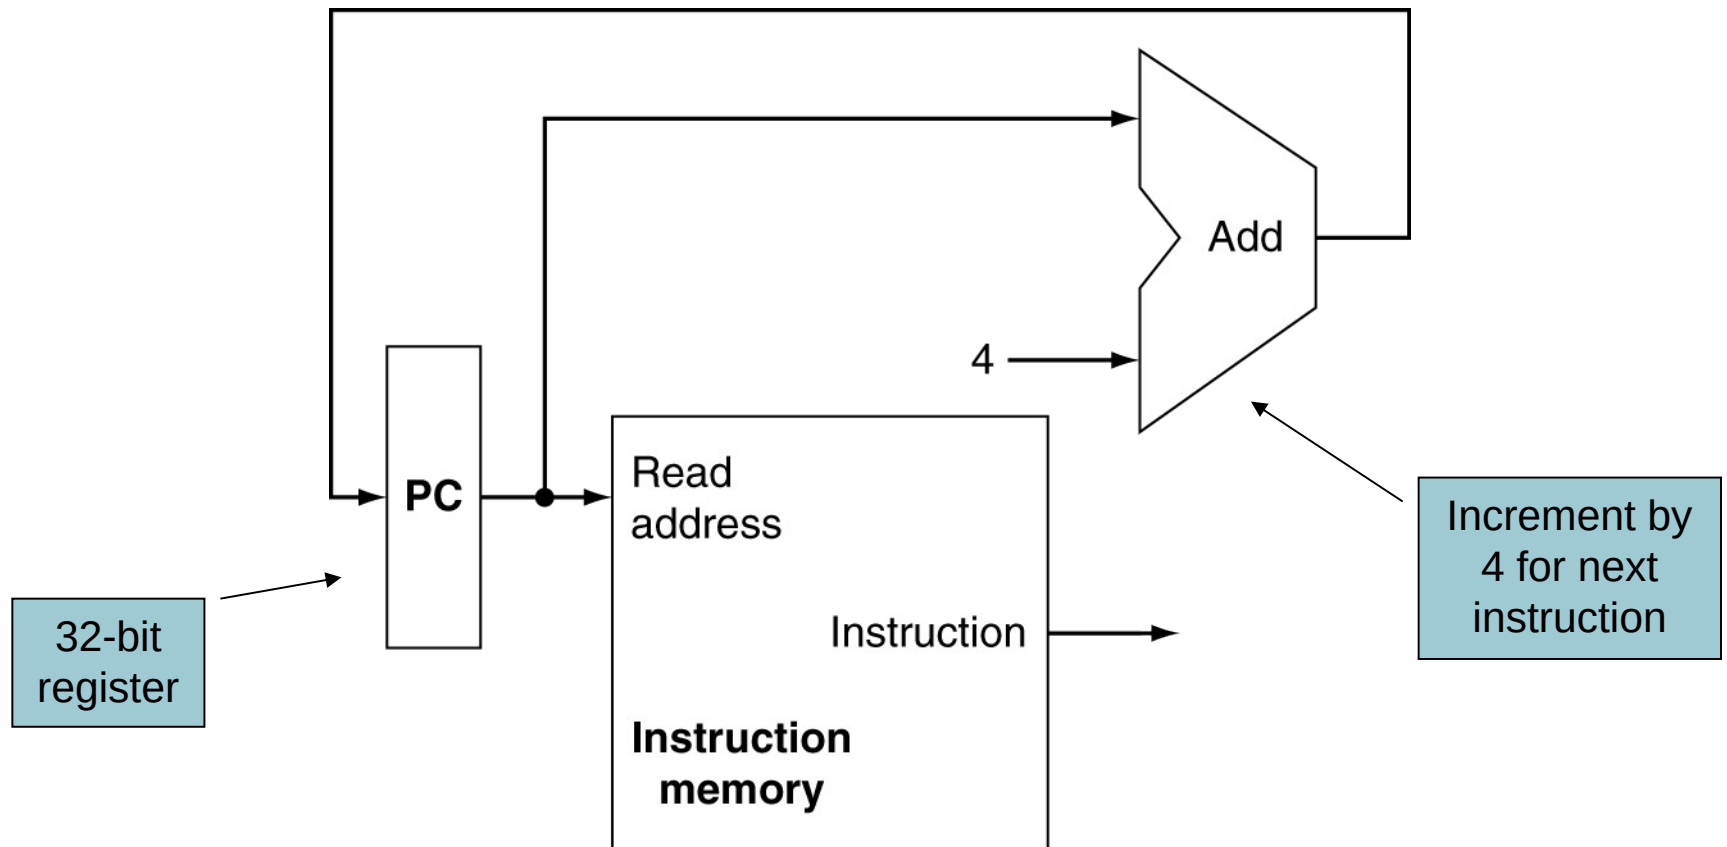 Add
4
PC
Read
address
Instruction
Instruction
memory
32-bit
register
Increment by
4 for next
instruction